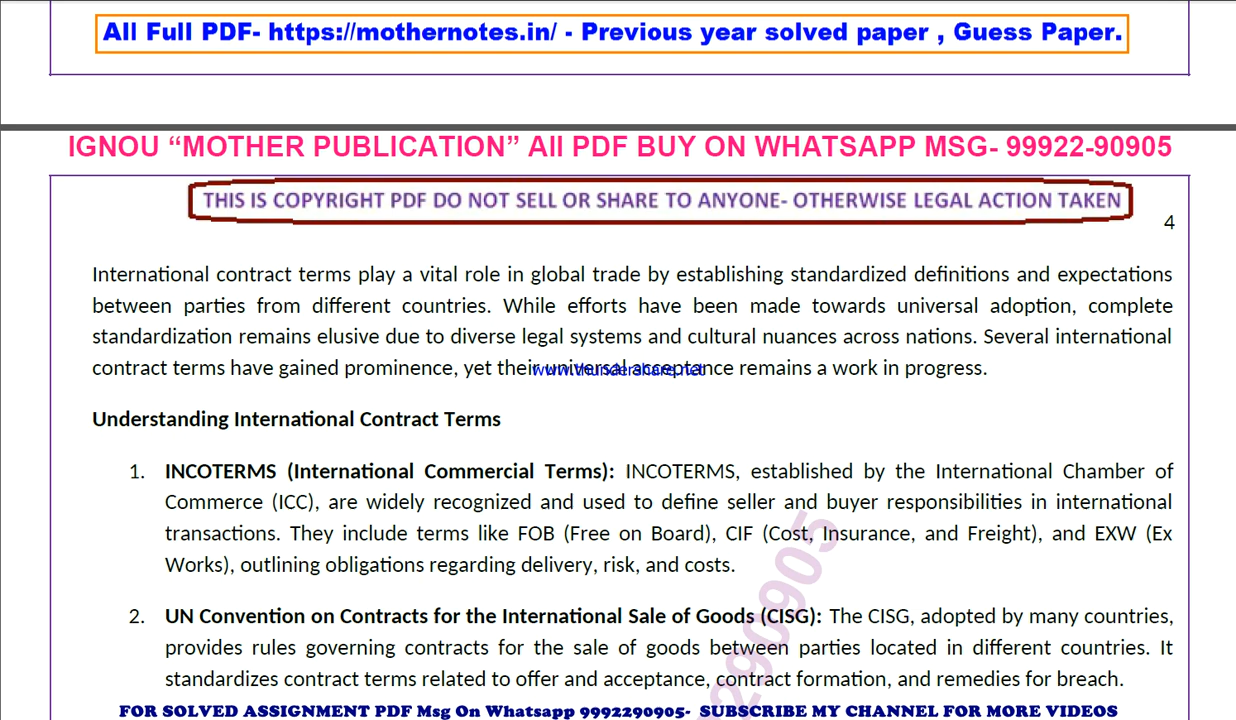 All Full PDF- https://mothernotes.in/ - Previous year solved paper , Guess Paper.
IGNOU “MOTHER PUBLICATION” All PDF BUY ON WHATSAPP MSG- 99922-90905
THIS IS COPYRIGHT PDF DO NOT SELL OR SHARE TO ANYONE- OTHERWISE LEGAL ACTION TAKEN
4
International contract terms play a vital role in global trade by establishing standardized definitions and expectations
between parties from different countries. While efforts have been made towards universal adoption, complete
standardization remains elusive due to diverse legal systems and cultural nuances across nations. Several international
contract terms have gained prominence, yet their universal acceptance remains a work in progress.
www.thundershare.net
Understanding International Contract Terms
1. INCOTERMS (International Commercial Terms): INCOTERMS, established by the International Chamber of
Commerce (ICC), are widely recognized and used to define seller and buyer responsibilities in international
transactions. They include terms like FOB (Free on Board), CIF (Cost, Insurance, and Freight), and EXW (Ex
Works), outlining obligations regarding delivery, risk, and costs.
2. UN Convention on Contracts for the International Sale of Goods (CISG): The CISG, adopted by many countries,
provides rules governing contracts for the sale of goods between parties located in different countries. It
standardizes contract terms related to offer and acceptance, contract formation, and remedies for breach.
FOR SOLVED ASSIGNMENT PDF Msg On Whatsapp 9992290905- SUBSCRIBE MY CHANNEL FOR MORE VIDEOS